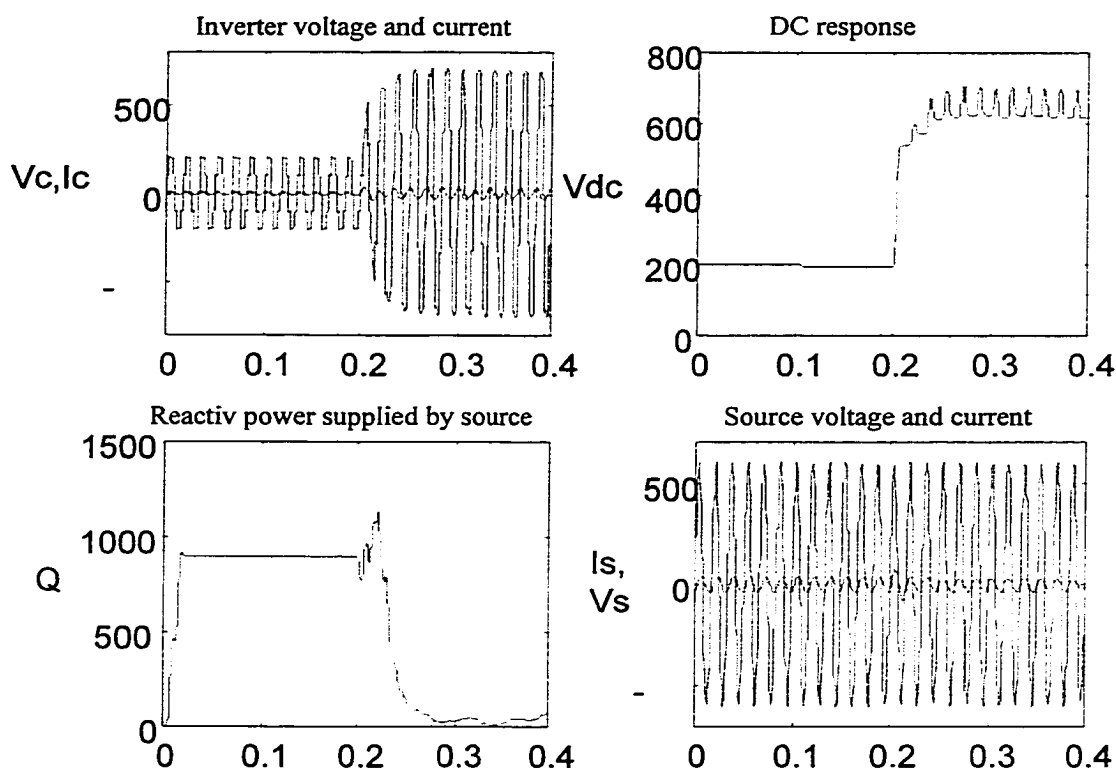 Inverter voltage and current
500
Vc,Ic
0
-
0 0.1 0.2 0.3 0.4
DC response
800
600
Vdc
400
200
0
0 0.1 0.2 0.3 0.4
Reactiv power supplied by source
1500
1000
Q
500
0
0 0.1 0.2 0.3 0.4
Source voltage and current
500
Is,
0
Vs
-
0 0.1 0.2 0.3 0.4